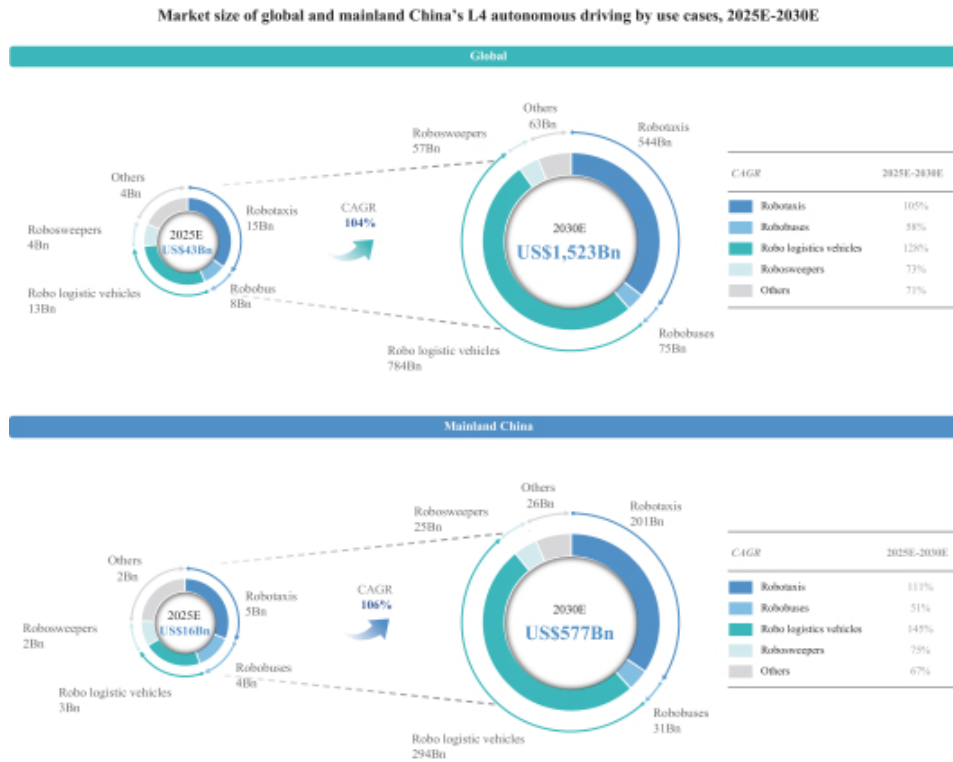 Market size of global and mainland China's L4 autonomous driving by use cases, 2025E-2030E
Global
Others
4Bn
Robosweepers
4Bn
Robo logistic vehicles
13Bn
2025E
US$43Bn
Robotaxis
15Bn
Robobus
8Bn
CAGR
104%
Others
63Bn
Robosweepers
57Bn
Robotaxis
544Bn
2030E
US$1,523Bn
Robo logistic vehicles
784Bn
Robobuses
75Bn
CAGR 2025E-2030E
Robotaxis 105%
Robobuses 58%
Robo logistics vehicles 128%
Robosweepers 73%
Others 71%
Mainland China
Others
2Bn
Robosweepers
2Bn
Robo logistic vehicles
3Bn
2025E
US$16Bn
Robotaxis
5Bn
Robobuses
4Bn
CAGR
106%
Others
26Bn
Robosweepers
25Bn
Robotaxis
201Bn
2030E
US$577Bn
Robo logistic vehicles
294Bn
Robobuses
31Bn
CAGR 2025E-2030E
Robotaxis 111%
Robobuses 51%
Robo logistics vehicles 145%
Robosweepers 75%
Others 67%